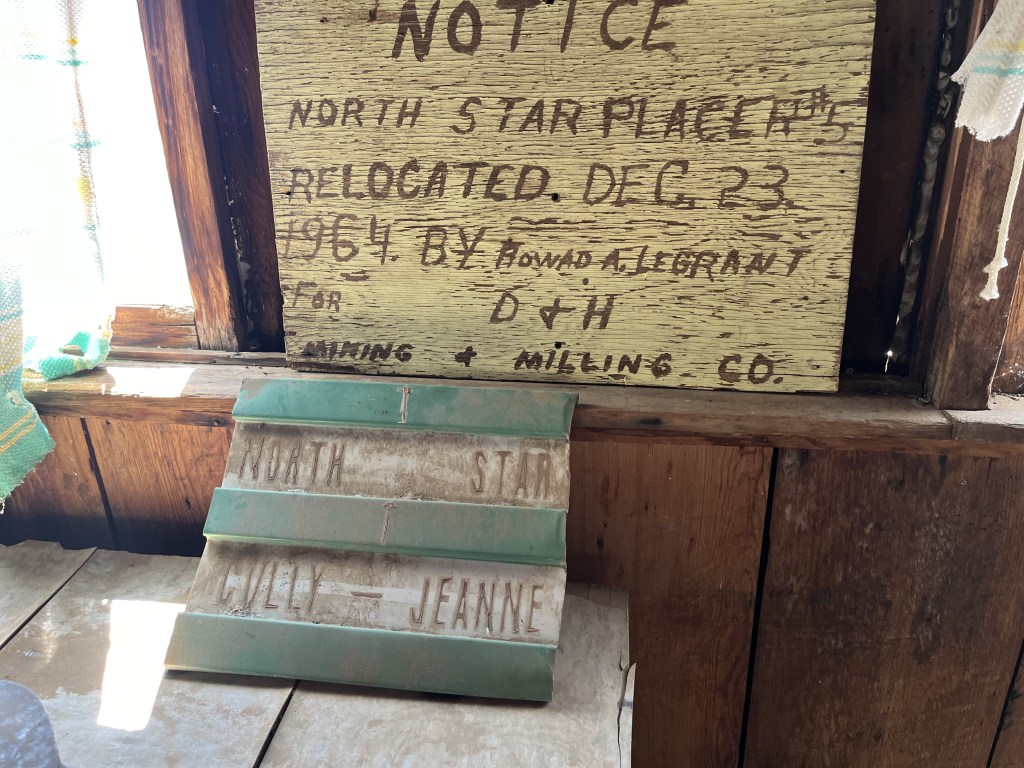 NOTICE
NORTH STAR PLACER #5
RELOCATED. DEC. 23.
1964. BY HOWAD. A. LEGRANT
FOR D & H
MINING & MILLING CO.
NORTH STAR
CULLY - JEANNE